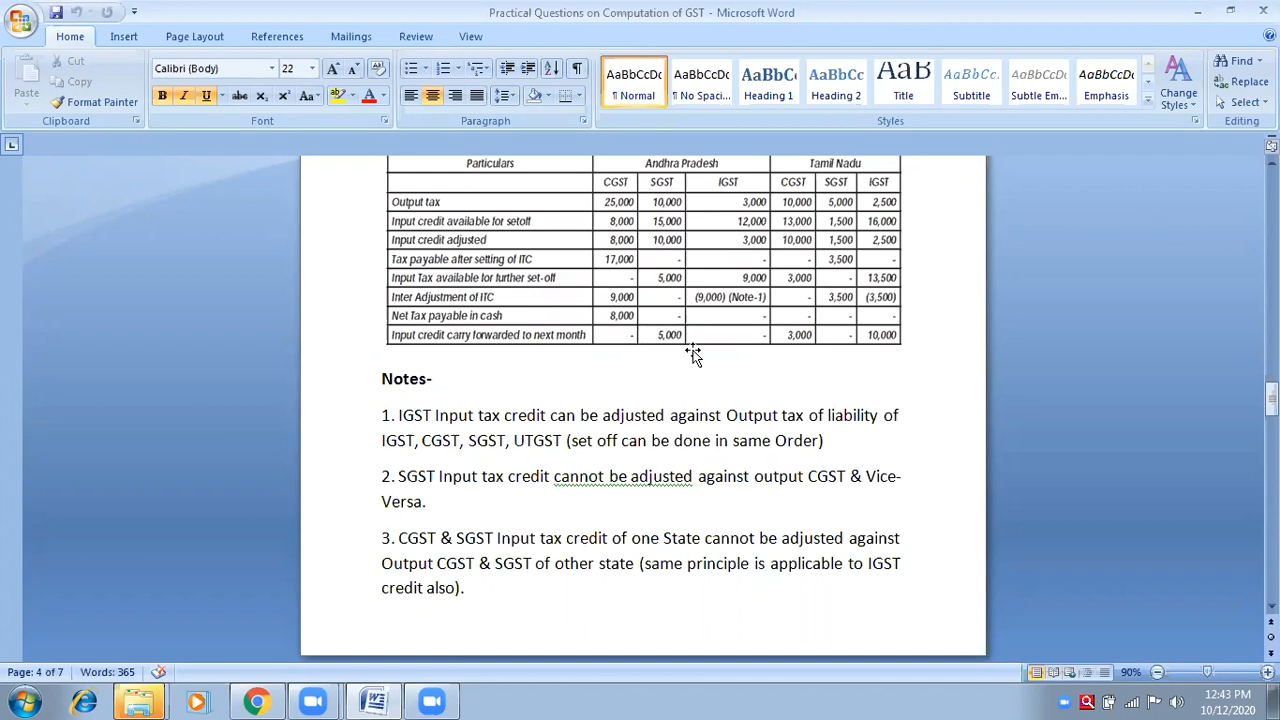 Practical Questions on Computation of GST - Microsoft Word
Home Insert Page Layout References Mailings Review View
Paste Cut Copy Format Painter
Calibri (Body) 22
B I U abc X₂ X² Aa A
AaBbCcDc AaBbCcDc AaBbCc AaBbCc AaB AaBbCc. AaBbCcDc AaBbCcDc
¶ Normal ¶ No Spaci... Heading 1 Heading 2 Title Subtitle Subtle Em... Emphasis
Change Styles
Find Replace Select
Clipboard Font Paragraph Styles Editing
Particulars Andhra Pradesh Tamil Nadu
CGST SGST IGST CGST SGST IGST
Output tax 25,000 10,000 3,000 10,000 5,000 2,500
Input credit available for setoff 8,000 15,000 12,000 13,000 1,500 16,000
Input credit adjusted 8,000 10,000 3,000 10,000 1,500 2,500
Tax payable after setting of ITC 17,000 - - - 3,500 -
Input Tax available for further set-off - 5,000 9,000 3,000 - 13,500
Inter Adjustment of ITC 9,000 - (9,000) (Note-1) - 3,500 (3,500)
Net Tax payable in cash 8,000 - - - - -
Input credit carry forwarded to next month - 5,000 - 3,000 - 10,000
Notes-
1. IGST Input tax credit can be adjusted against Output tax of liability of
IGST, CGST, SGST, UTGST (set off can be done in same Order)
2. SGST Input tax credit cannot be adjusted against output CGST & Vice-
Versa.
3. CGST & SGST Input tax credit of one State cannot be adjusted against
Output CGST & SGST of other state (same principle is applicable to IGST
credit also).
Page: 4 of 7 Words: 365 90%
12:43 PM
10/12/2020